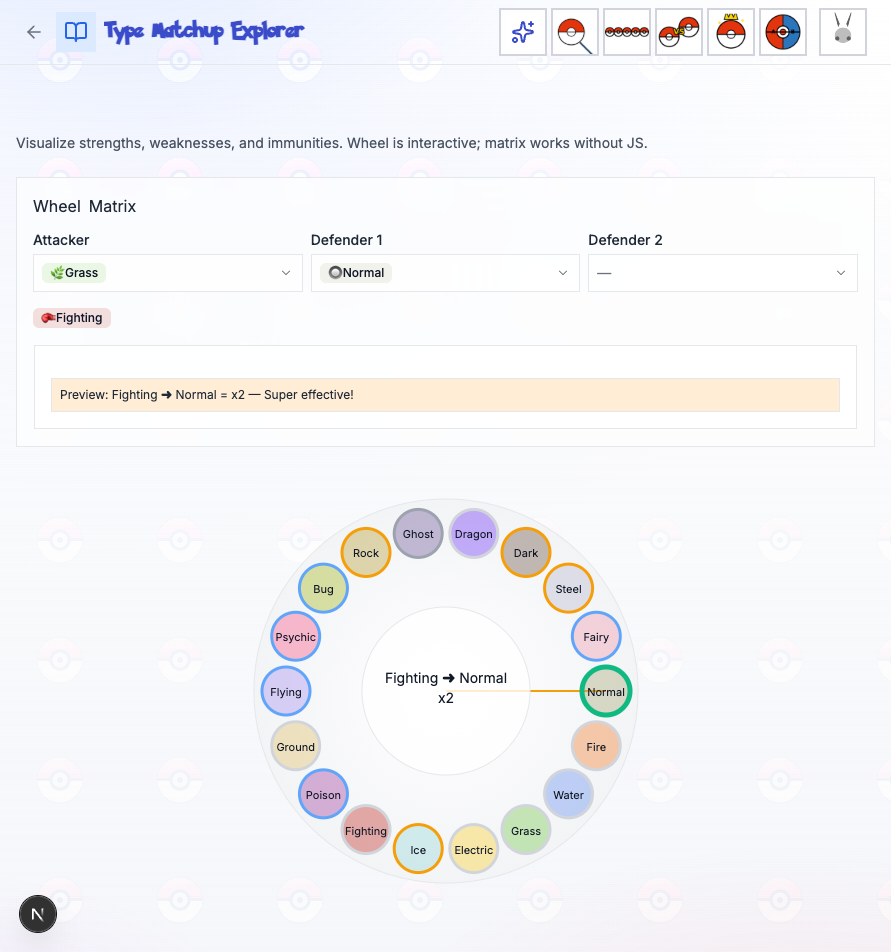 Type Matchup Explorer
VS
Visualize strengths, weaknesses, and immunities. Wheel is interactive; matrix works without JS.
Wheel Matrix
Attacker Defender 1 Defender 2
Grass Normal —
Fighting
Preview: Fighting ➜ Normal = x2 — Super effective!
Ghost Dragon
Rock Dark
Bug Steel
Psychic Fairy
Fighting ➜ Normal
x2
Flying Normal
Ground Fire
Poison Water
Fighting Grass
Ice Electric
N